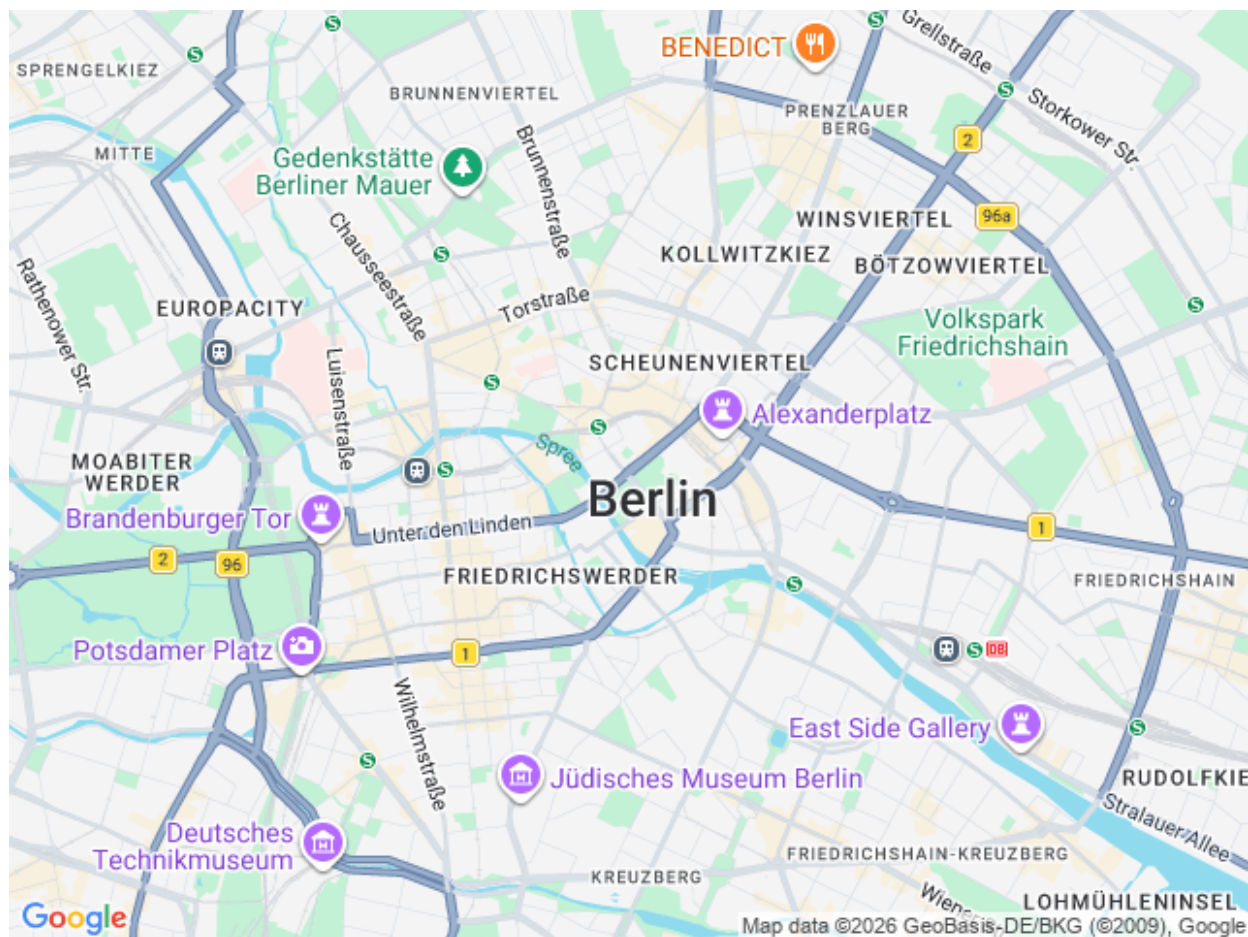 Grellstraße
BENEDICT
SPRENGELKIEZ
BRUNNENVIERTEL
Storkower Str.
PRENZLAUER
BERG
2
MITTE
Gedenkstätte
Berliner Mauer
Brunnenstraße
WINSVIERTEL
96a
Chausseestraße
KOLLWITZKIEZ
BÖTZOWVIERTEL
Rathenower Str.
EUROPACITY
Torstraße
Volkspark
Friedrichshain
Luisenstraße
SCHEUNENVIERTEL
Alexanderplatz
Spree
MOABITER
WERDER
Berlin
Brandenburger Tor
Unter den Linden
1
2
96
FRIEDRICHSWERDER
FRIEDRICHSHAIN
Potsdamer Platz
1
DB
Wilhelmstraße
East Side Gallery
Jüdisches Museum Berlin
RUDOLFKIE
Stralauer Allee
Deutsches
Technikmuseum
FRIEDRICHSHAIN-KREUZBERG
KREUZBERG
Wiener
LOHMÜHLENINSEL
Google
Map data ©2026 GeoBasis-DE/BKG (©2009), Google